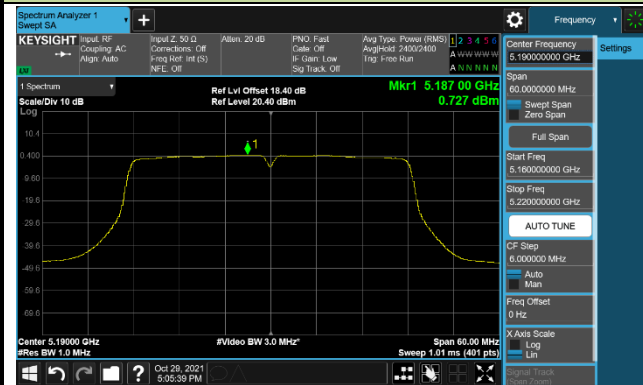 Spectrum Analyzer 1
Swept SA
Frequency
KEYSIGHT
Input: RF
Coupling: AC
Align: Auto
Input Z: 50 Ω
Corrections: Off
Freq Ref: Int (S)
NFE: Off
Atten: 20 dB
PNO: Fast
Gate: Off
IF Gain: Low
Sig Track: Off
Avg Type: Power (RMS)
Avg|Hold: 2400/2400
Trig: Free Run
1 2 3 4 5 6
A W W W W W
A N N N N N
1 Spectrum
Scale/Div 10 dB
Log
Ref Lvl Offset 18.40 dB
Ref Level 20.40 dBm
Mkr1 5.187 00 GHz
0.727 dBm
1
10.4
0.400
-9.60
-19.6
-29.6
-39.6
-49.6
-59.6
-69.6
Center 5.19000 GHz
#Res BW 1.0 MHz
#Video BW 3.0 MHz*
Span 60.00 MHz
Sweep 1.01 ms (401 pts)
Oct 29, 2021
5:05:39 PM
Center Frequency
5.190000000 GHz
Span
60.0000000 MHz
Swept Span
Zero Span
Full Span
Start Freq
5.160000000 GHz
Stop Freq
5.220000000 GHz
AUTO TUNE
CF Step
6.000000 MHz
Auto
Man
Freq Offset
0 Hz
X Axis Scale
Log
Lin
Signal Track
(Span Zoom)
Settings